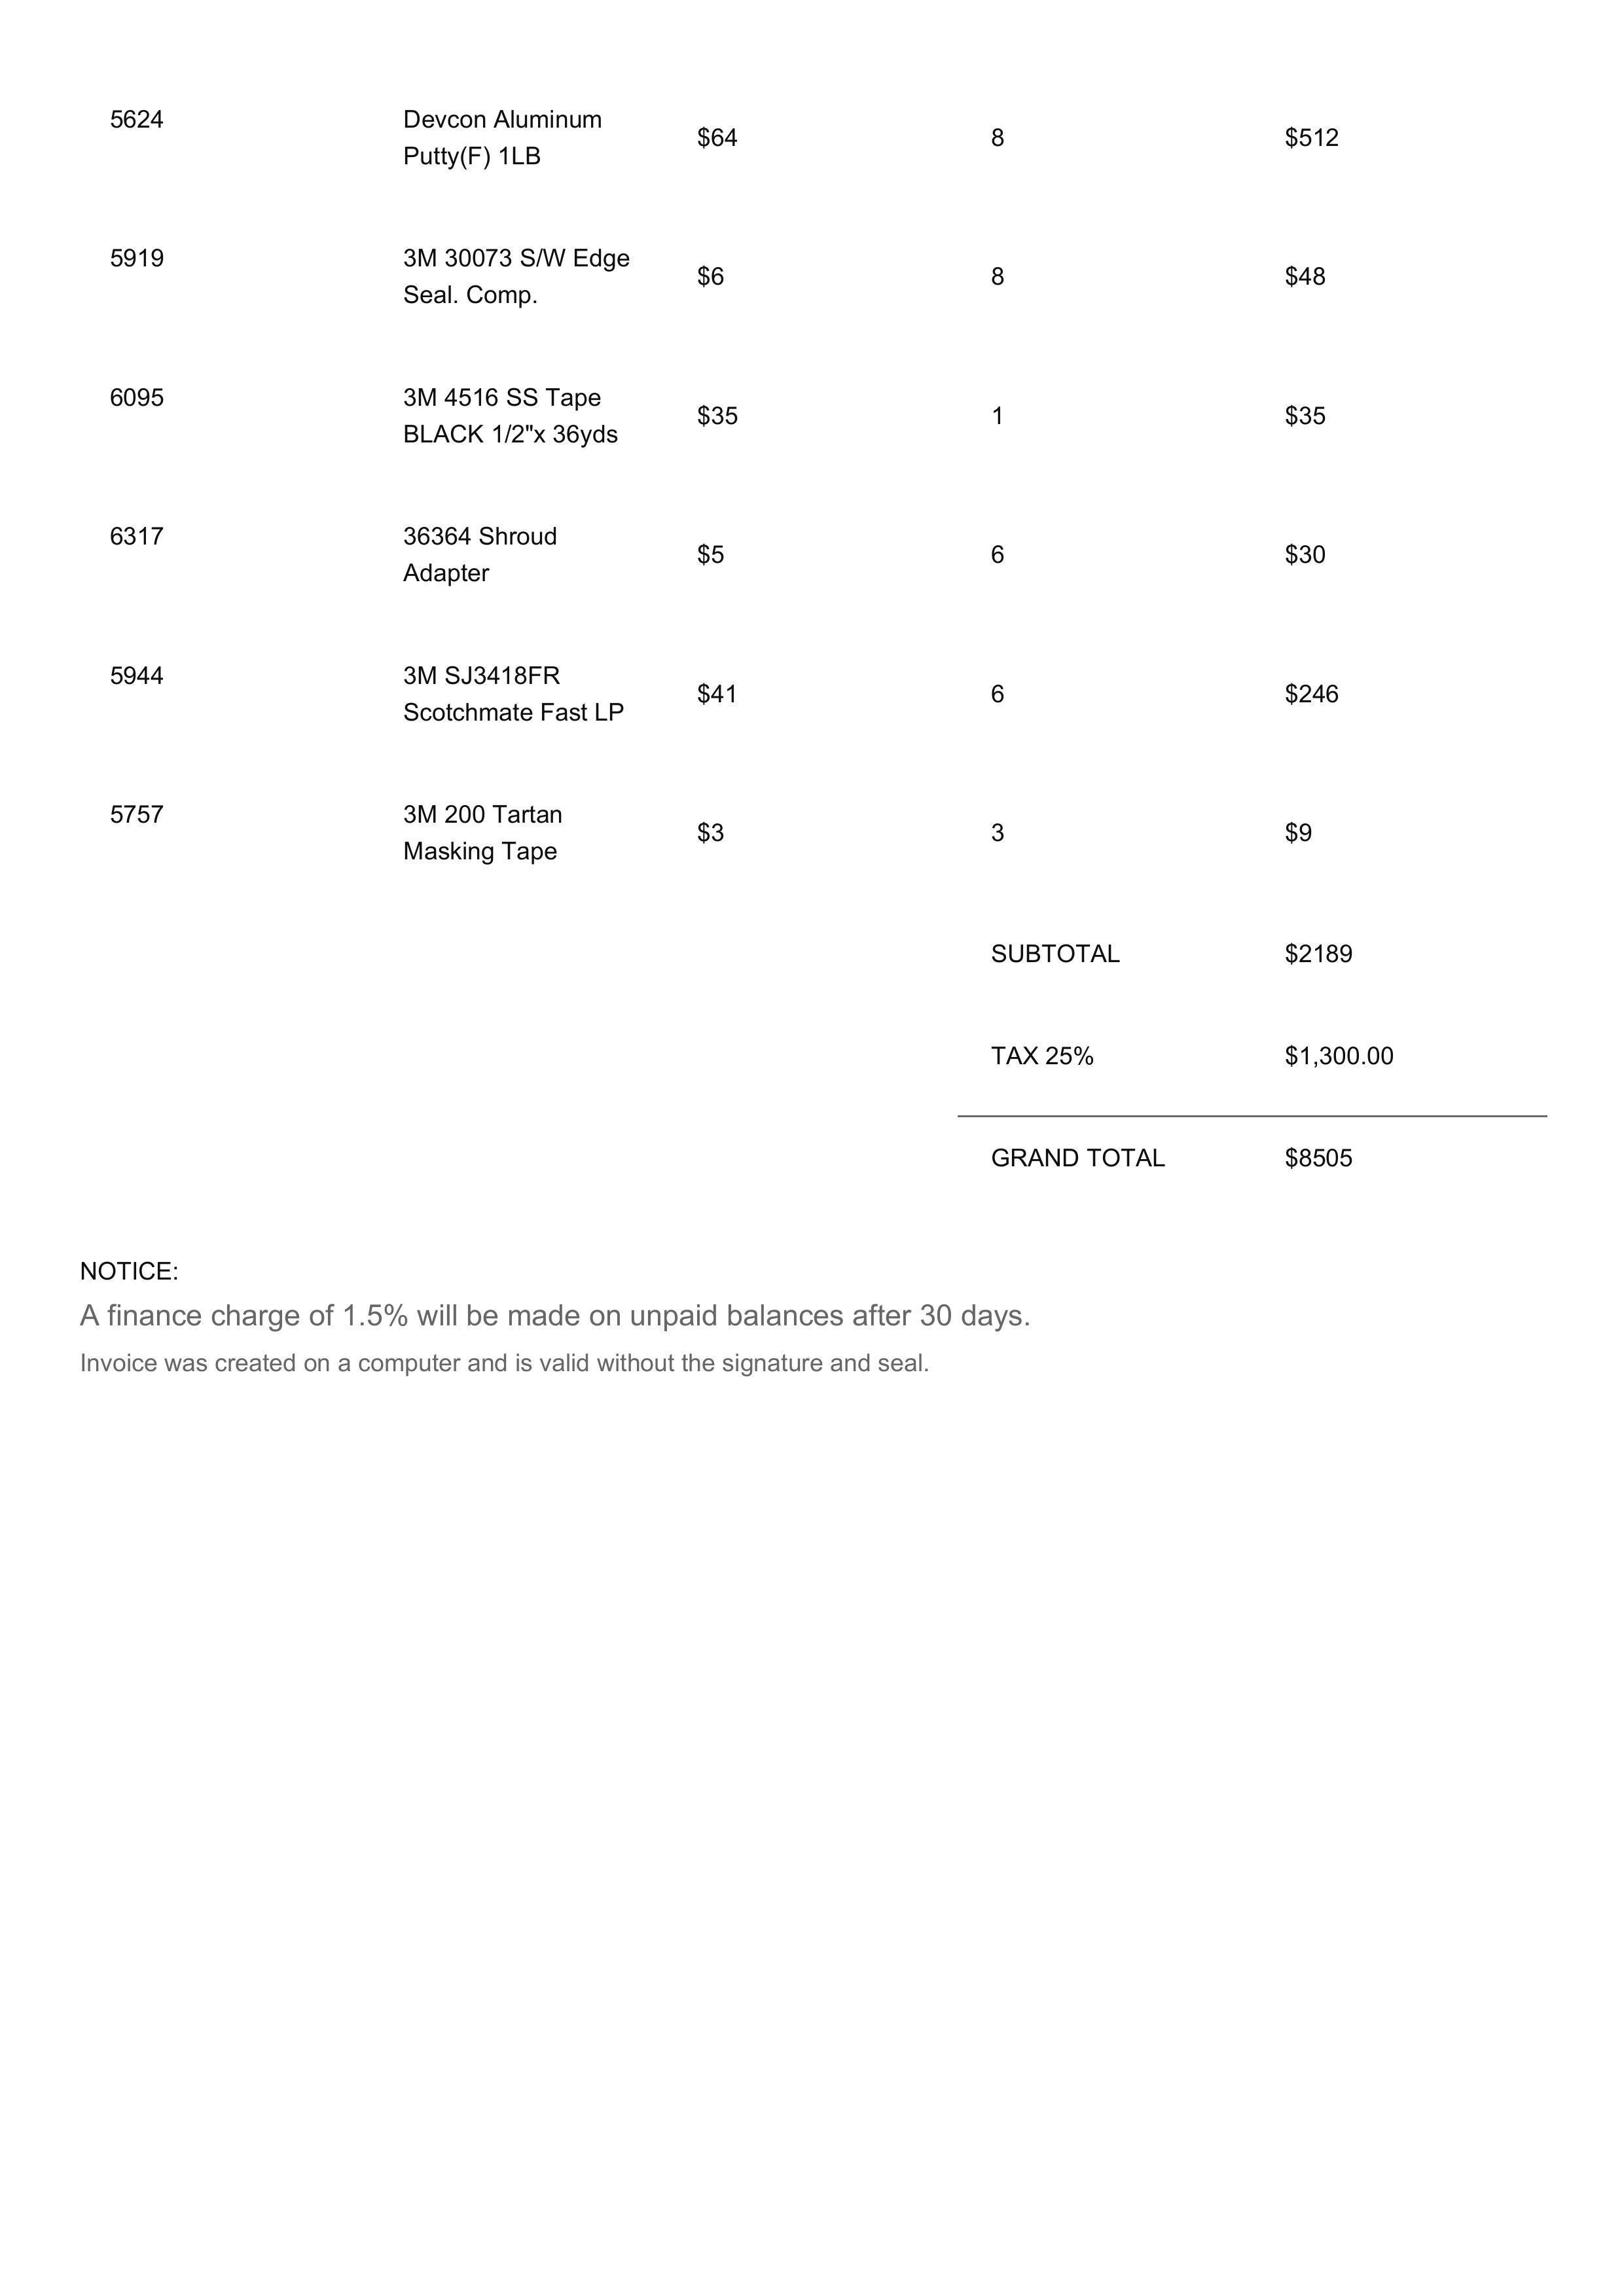 5624 Devcon Aluminum Putty(F) 1LB $64 8 $512
5919 3M 30073 S/W Edge Seal. Comp. $6 8 $48
6095 3M 4516 SS Tape BLACK 1/2"x 36yds $35 1 $35
6317 36364 Shroud Adapter $5 6 $30
5944 3M SJ3418FR Scotchmate Fast LP $41 6 $246
5757 3M 200 Tartan Masking Tape $3 3 $9
SUBTOTAL $2189
TAX 25% $1,300.00
GRAND TOTAL $8505
NOTICE:
A finance charge of 1.5% will be made on unpaid balances after 30 days.
Invoice was created on a computer and is valid without the signature and seal.